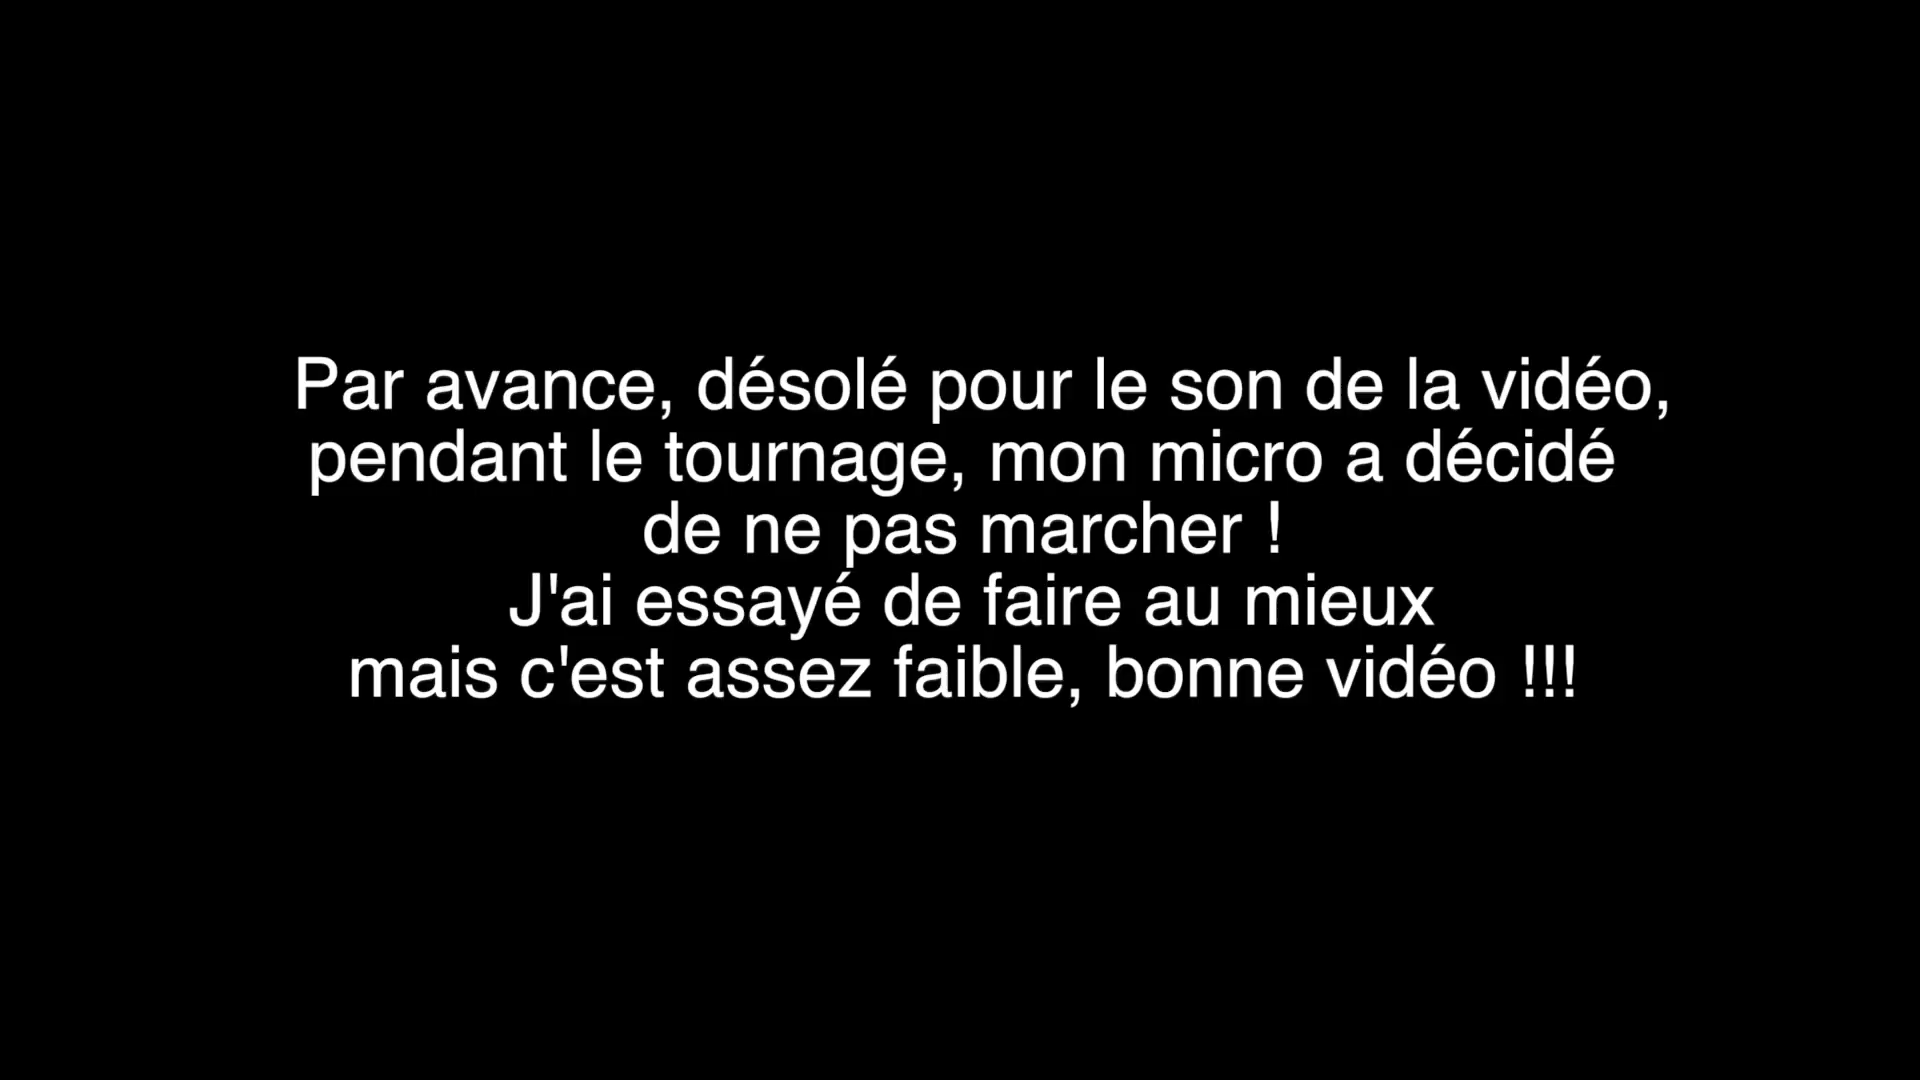 Par avance, désolé pour le son de la vidéo,
pendant le tournage, mon micro a décidé
de ne pas marcher !
J'ai essayé de faire au mieux
mais c'est assez faible, bonne vidéo !!!